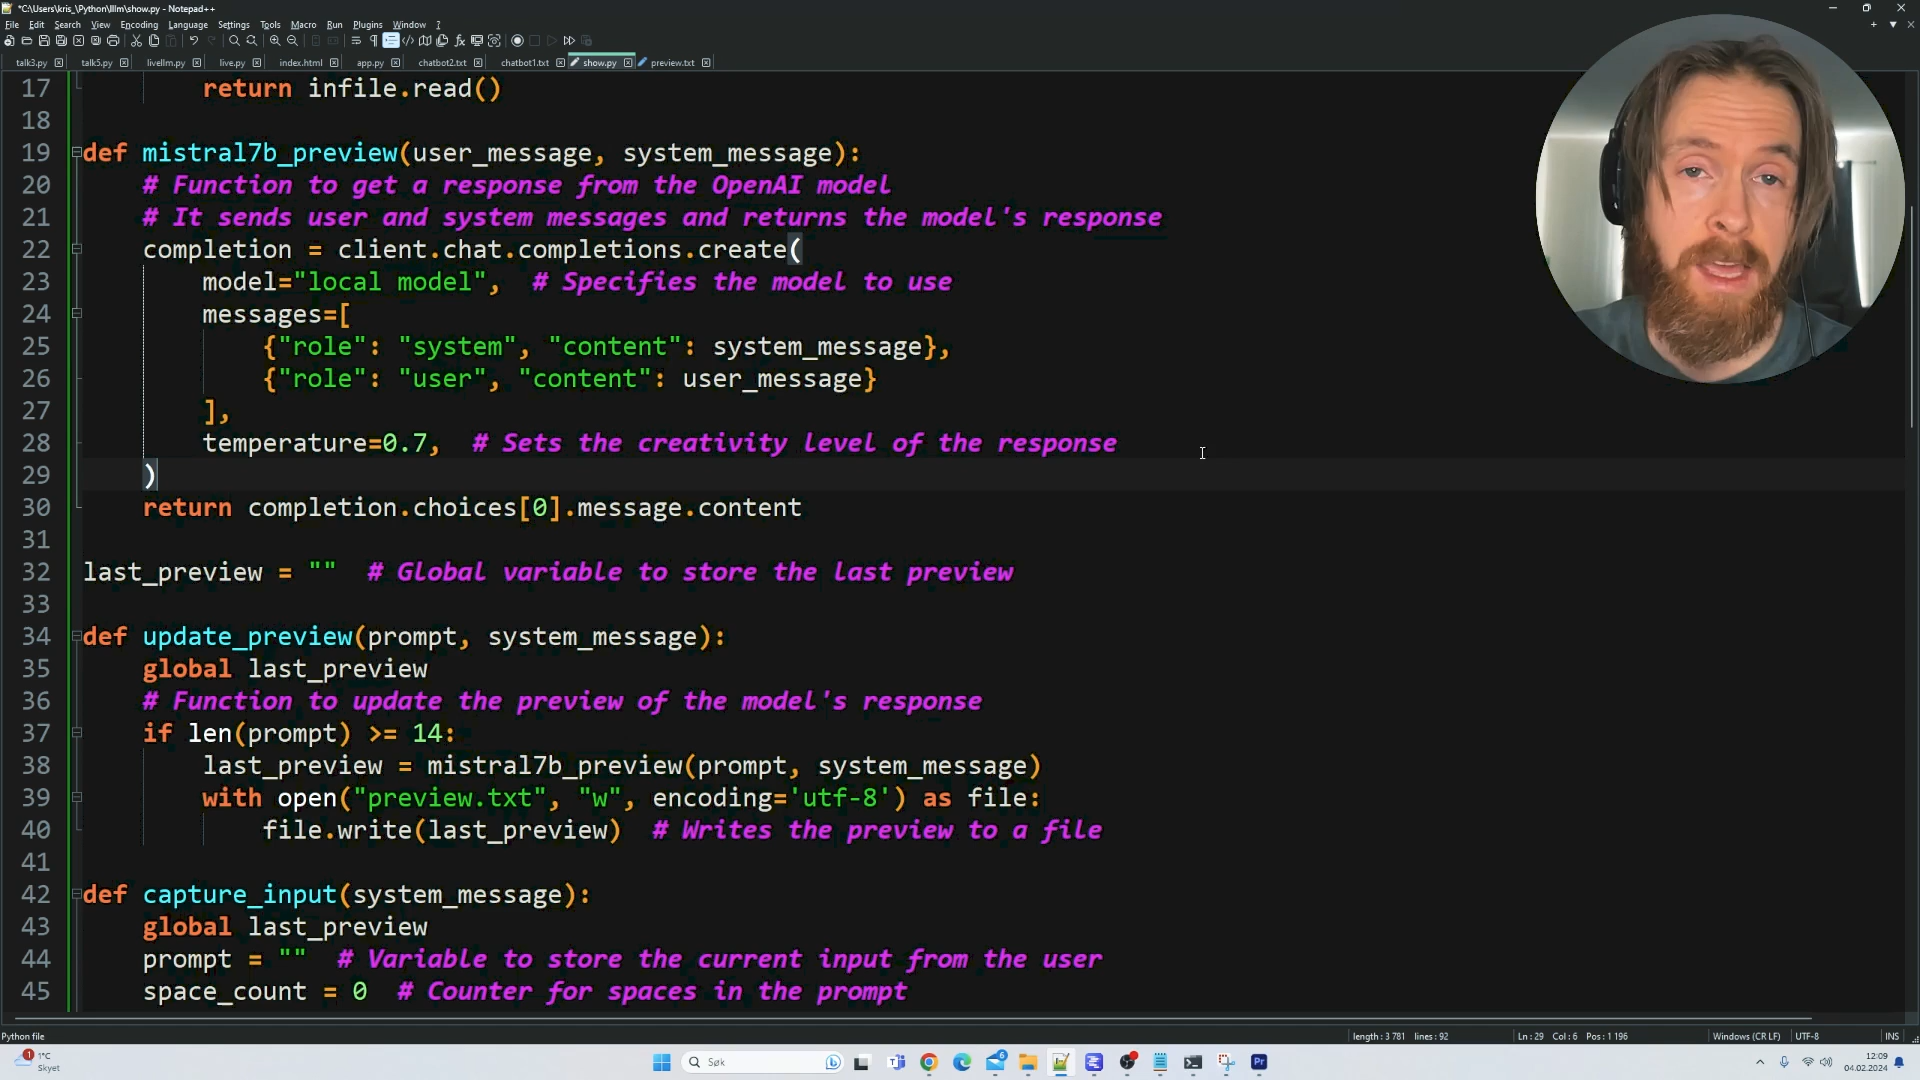 *C:\Users\kris_\Python\lllm\show.py - Notepad++
File Edit Search View Encoding Language Settings Tools Macro Run Plugins Window ?
talk3.py talk5.py livellm.py live.py index.html app.py chatbot2.txt chatbot1.txt show.py preview.txt
17 return infile.read()
18
19 def mistral7b_preview(user_message, system_message):
20 # Function to get a response from the OpenAI model
21 # It sends user and system messages and returns the model's response
22 completion = client.chat.completions.create(
23 model="local model", # Specifies the model to use
24 messages=[
25 {"role": "system", "content": system_message},
26 {"role": "user", "content": user_message}
27 ],
28 temperature=0.7, # Sets the creativity level of the response
29 )
30 return completion.choices[0].message.content
31
32 last_preview = "" # Global variable to store the last preview
33
34 def update_preview(prompt, system_message):
35 global last_preview
36 # Function to update the preview of the model's response
37 if len(prompt) >= 14:
38 last_preview = mistral7b_preview(prompt, system_message)
39 with open("preview.txt", "w", encoding='utf-8') as file:
40 file.write(last_preview) # Writes the preview to a file
41
42 def capture_input(system_message):
43 global last_preview
44 prompt = "" # Variable to store the current input from the user
45 space_count = 0 # Counter for spaces in the prompt
Python file length : 3 781 lines : 92 Ln : 29 Col : 6 Pos : 1 196 Windows (CR LF) UTF-8 INS
1°C
Skyet
Søk
12:09
04.02.2024